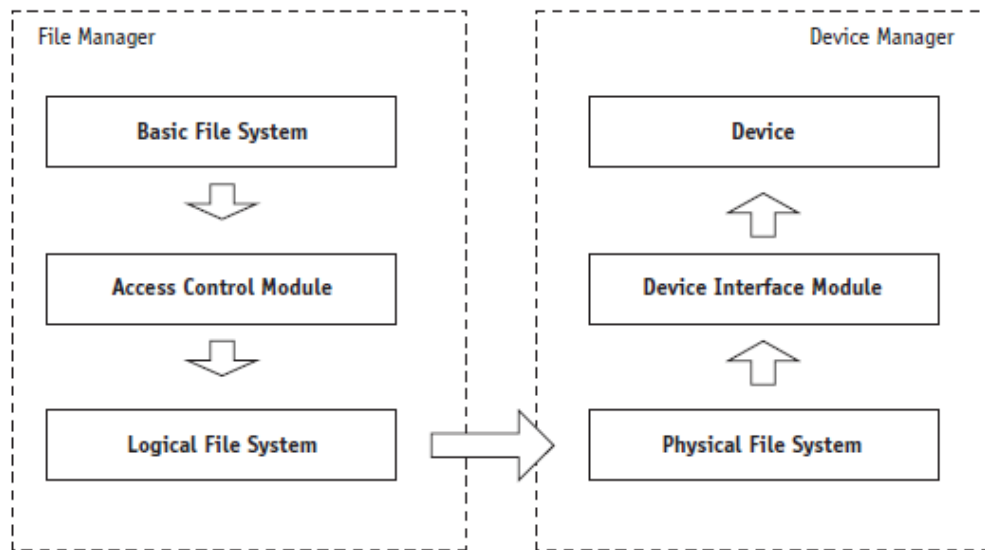 File Manager
Basic File System
Access Control Module
Logical File System
Device Manager
Device
Device Interface Module
Physical File System